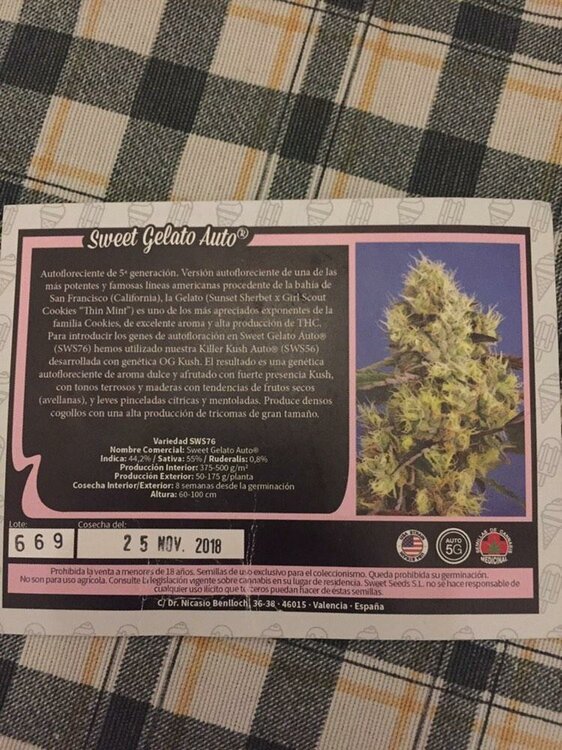 Sweet Gelato Auto®
Autofloreciente de 5ª generación. Versión autofloreciente de una de las
más potentes y famosas líneas americanas procedente de la bahía de
San Francisco (California), la Gelato (Sunset Sherbet x Girl Scout
Cookies "Thin Mint") es uno de los más apreciados exponentes de la
familia Cookies, de excelente aroma y alta producción de THC.
Para introducir los genes de autofloración en Sweet Gelato Auto®
(SWS76) hemos utilizado nuestra Killer Kush Auto® (SWS56)
desarrollada con genética OG Kush. El resultado es una genética
autofloreciente de aroma dulce y afrutado con fuerte presencia Kush,
con tonos terrosos y maderas con tendencias de frutos secos
(avellanas), y leves pinceladas cítricas y mentoladas. Produce densos
cogollos con una alta producción de tricomas de gran tamaño.
Variedad SWS76
Nombre Comercial: Sweet Gelato Auto®
Indica: 44,2% / Sativa: 55% / Ruderalis: 0,8%
Producción Interior: 375-500 g/m²
Producción Exterior: 50-175 g/planta
Cosecha Interior/Exterior: 8 semanas desde la germinación
Altura: 60-100 cm
Lote:
669
Cosecha del:
25 NOV. 2018
AUTO
5G
SEMILLAS DE CANNABIS
MEDICINAL
Prohibida la venta a menores de 18 años. Semillas de uso exclusivo para el coleccionismo. Queda prohibida su germinación.
No son para uso agrícola. Consulte la legislación vigente sobre cannabis en su lugar de residencia. Sweet Seeds S.L. no se hace responsable de
cualquier uso ilícito que terceros puedan hacer de estas semillas.
c/ Dr. Nicasio Benlloch, 36-38 · 46015 · Valencia · España